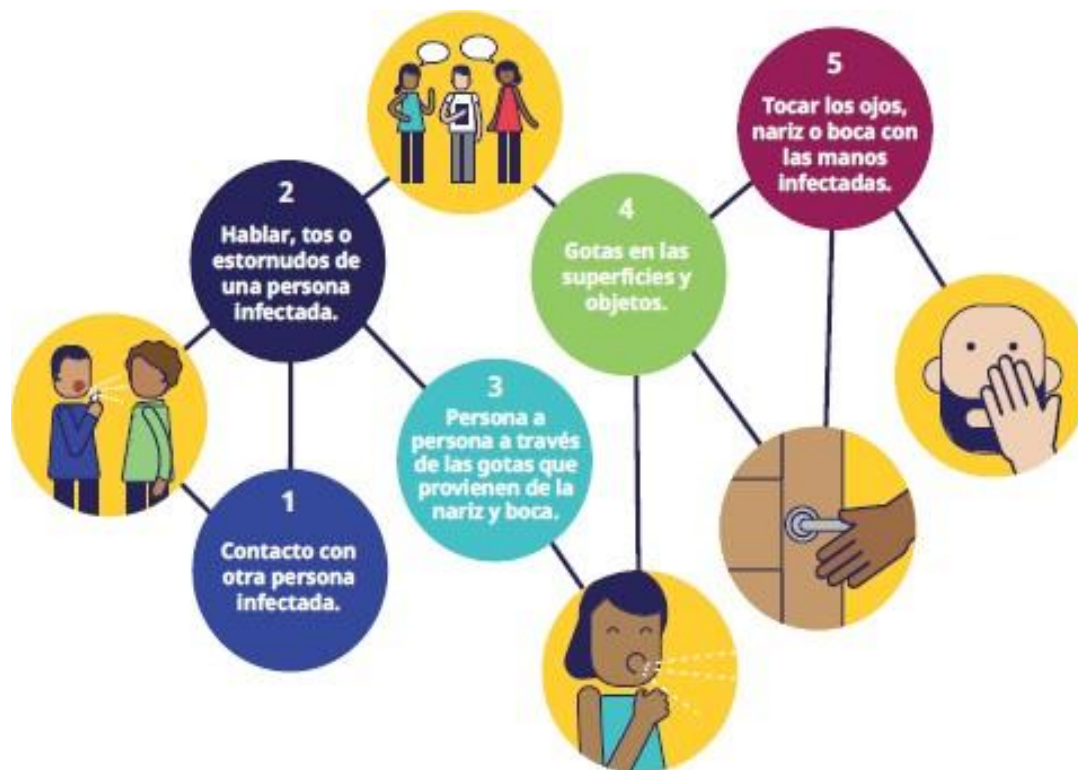 1
Contacto con
otra persona
infectada.
2
Hablar, tos o
estornudos de
una persona
infectada.
3
Persona a
persona a través
de las gotas que
provienen de la
nariz y boca.
4
Gotas en las
superficies y
objetos.
5
Tocar los ojos,
nariz o boca con
las manos
infectadas.